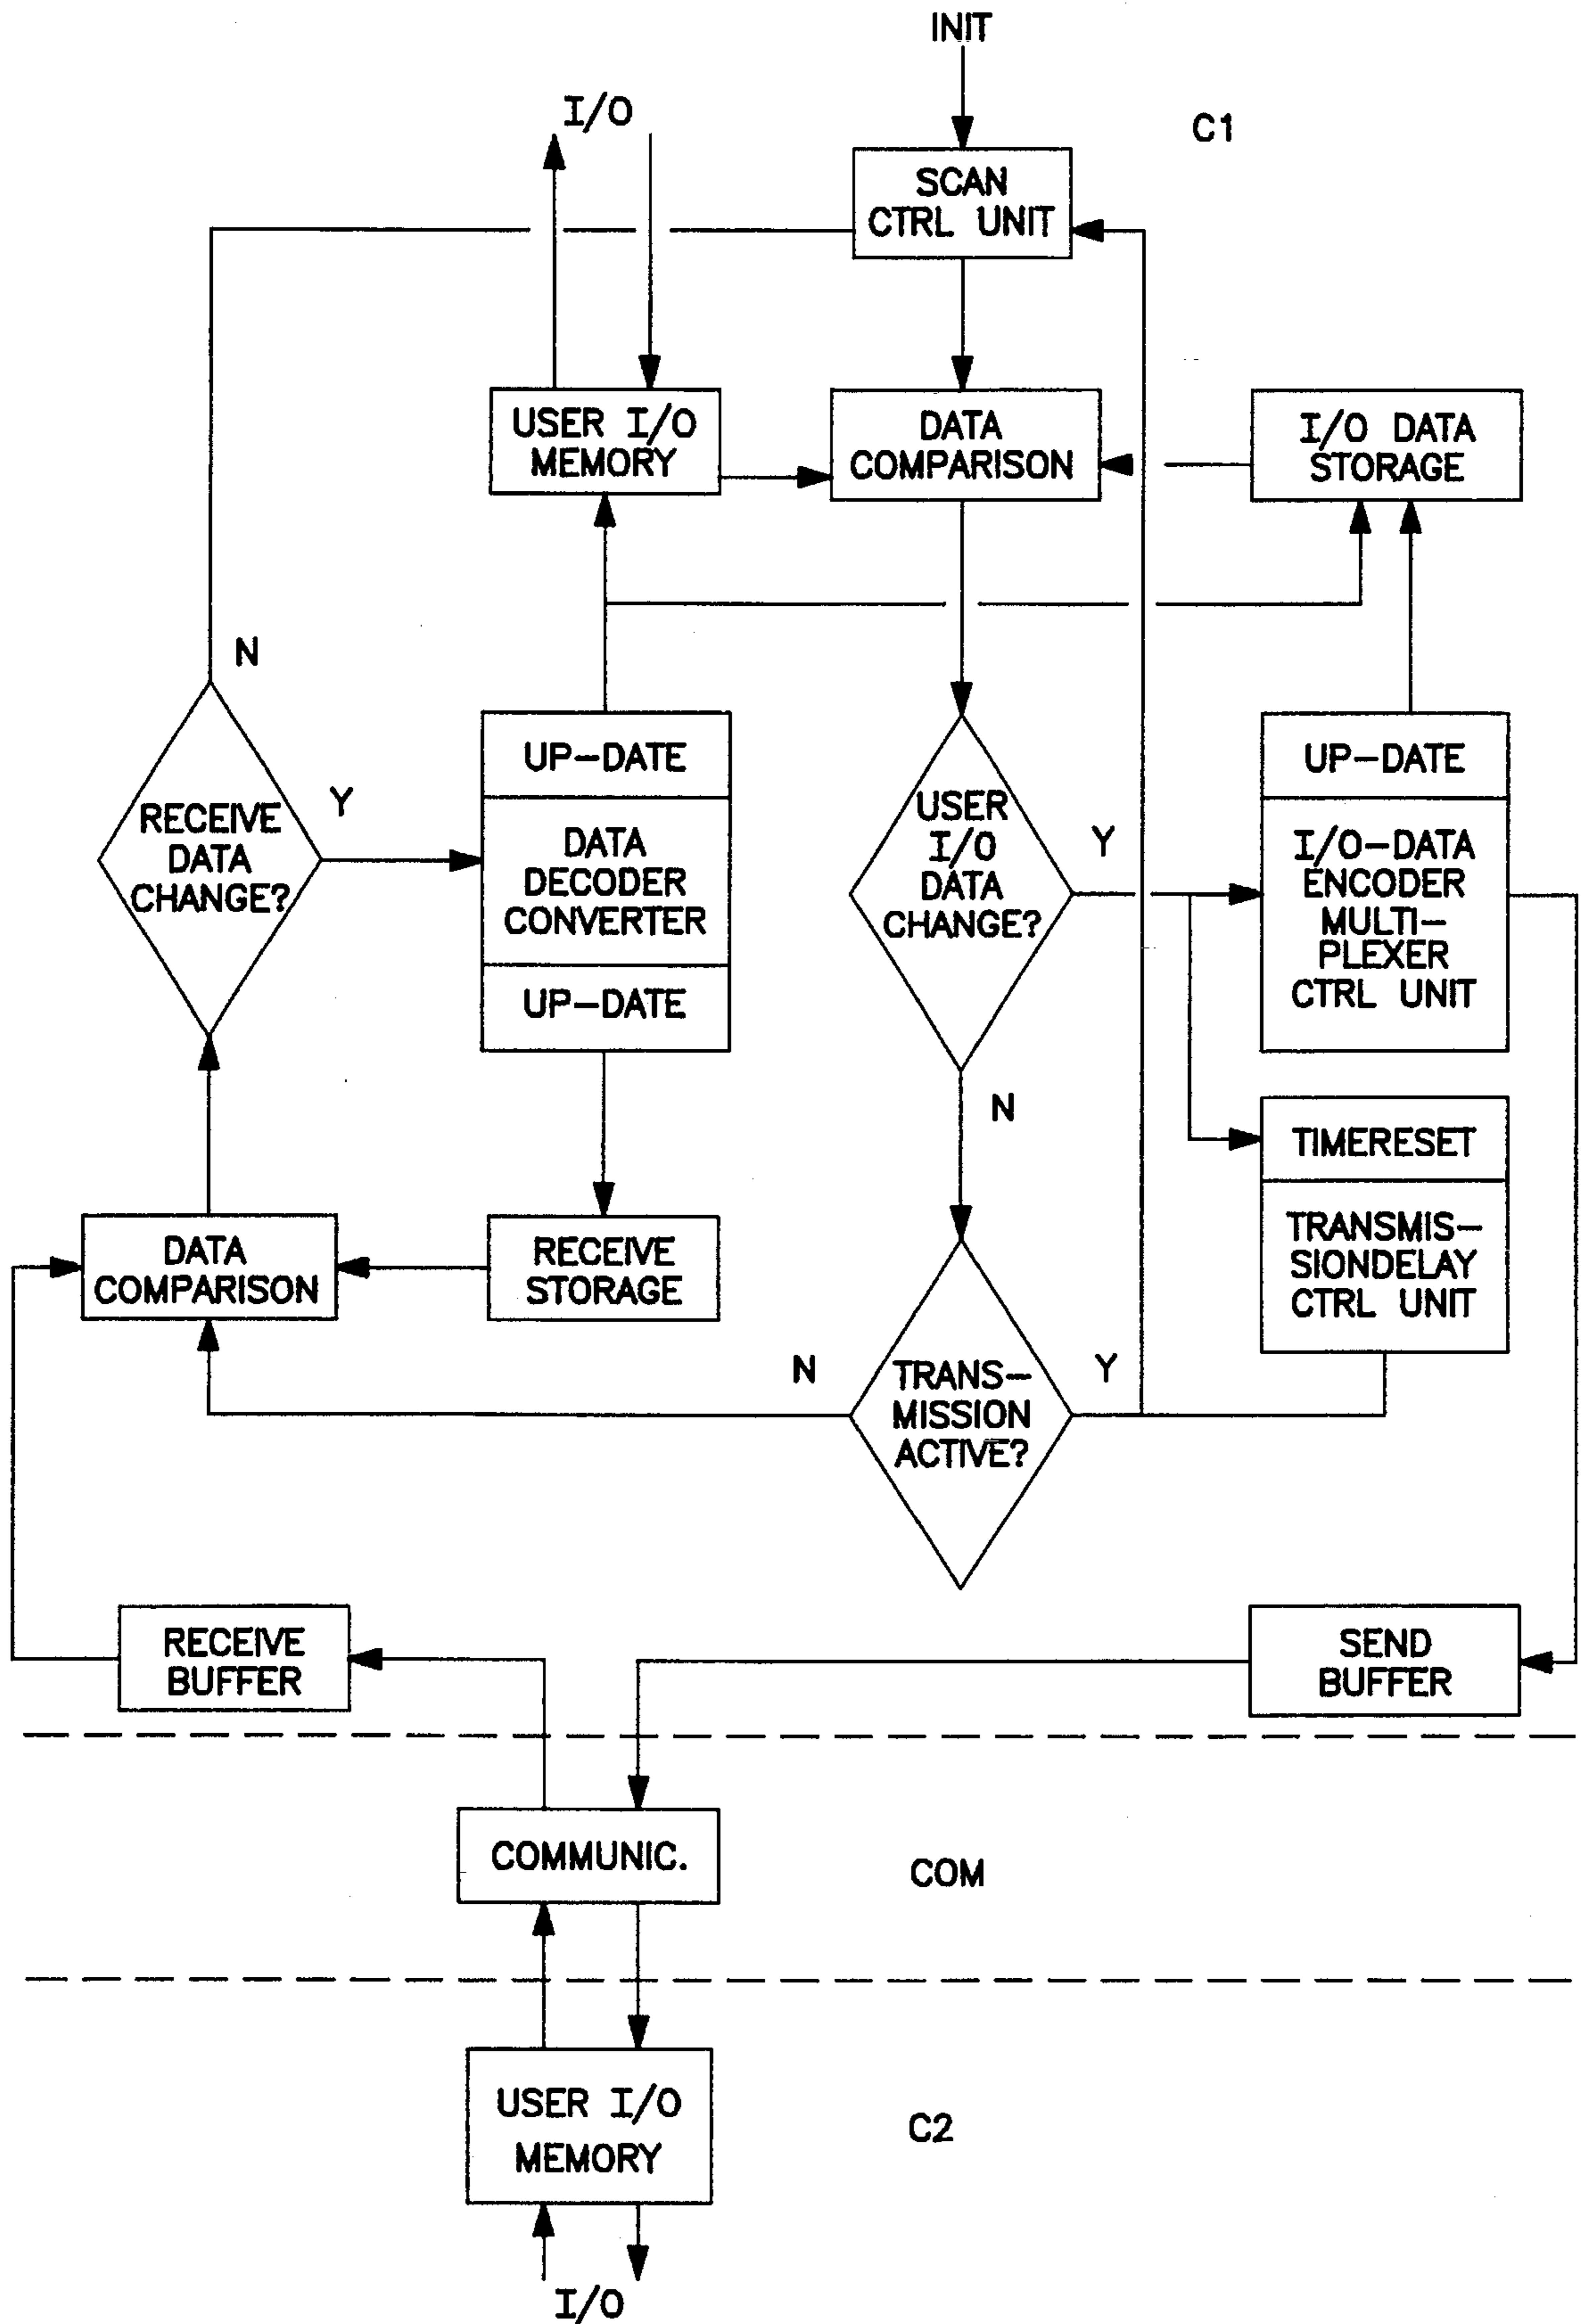 INIT
I/O
C1
SCAN
CTRL UNIT
USER I/O
MEMORY
DATA
COMPARISON
I/O DATA
STORAGE
N
RECEIVE
DATA
CHANGE?
Y
UP-DATE
DATA
DECODER
CONVERTER
UP-DATE
USER
I/O
DATA
CHANGE?
Y
N
UP-DATE
I/O-DATA
ENCODER
MULTI-
PLEXER
CTRL UNIT
TIMERESET
TRANSMIS-
SIONDELAY
CTRL UNIT
DATA
COMPARISON
RECEIVE
STORAGE
N
TRANS-
MISSION
ACTIVE?
Y
RECEIVE
BUFFER
SEND
BUFFER
COMMUNIC.
COM
USER I/O
MEMORY
C2
I/O